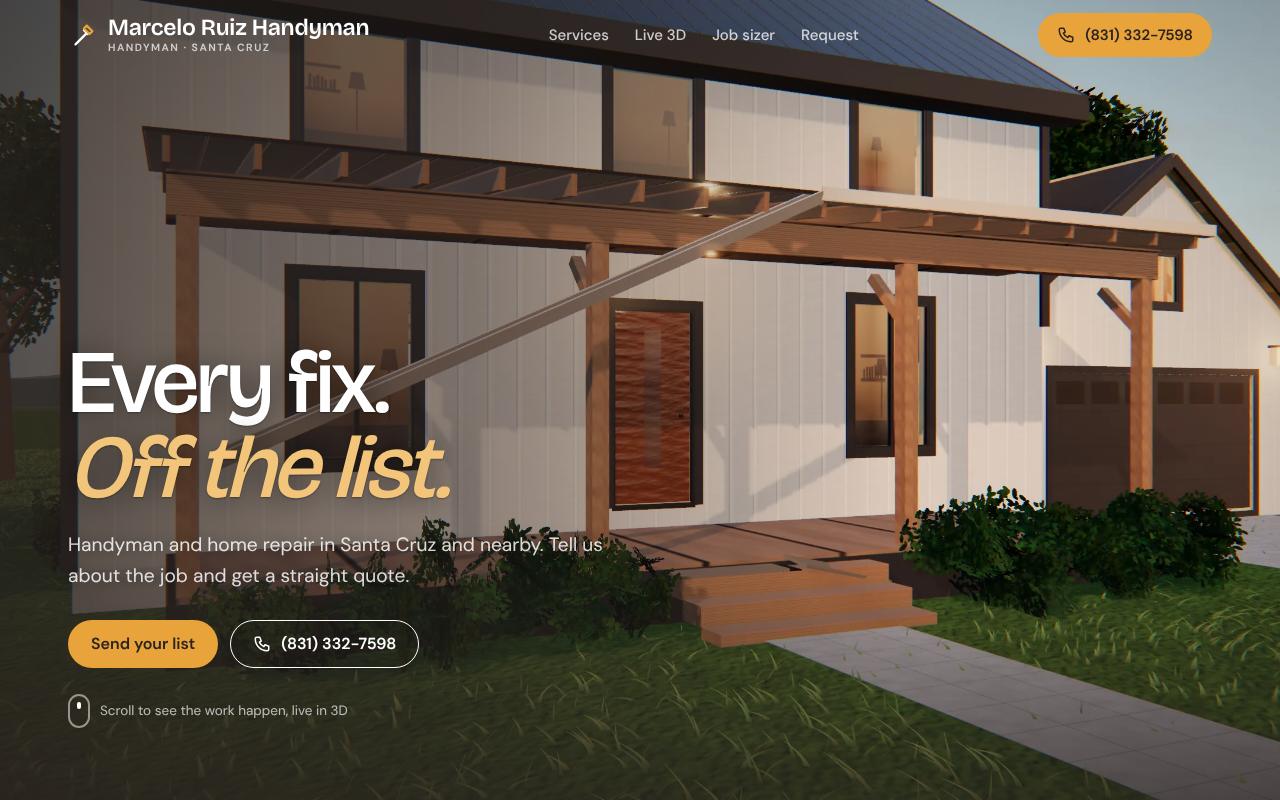 Marcelo Ruiz Handyman
HANDYMAN · SANTA CRUZ
Services
Live 3D
Job sizer
Request
(831) 332-7598
Every fix.
Off the list.
Handyman and home repair in Santa Cruz and nearby. Tell us
about the job and get a straight quote.
Send your list
(831) 332-7598
Scroll to see the work happen, live in 3D